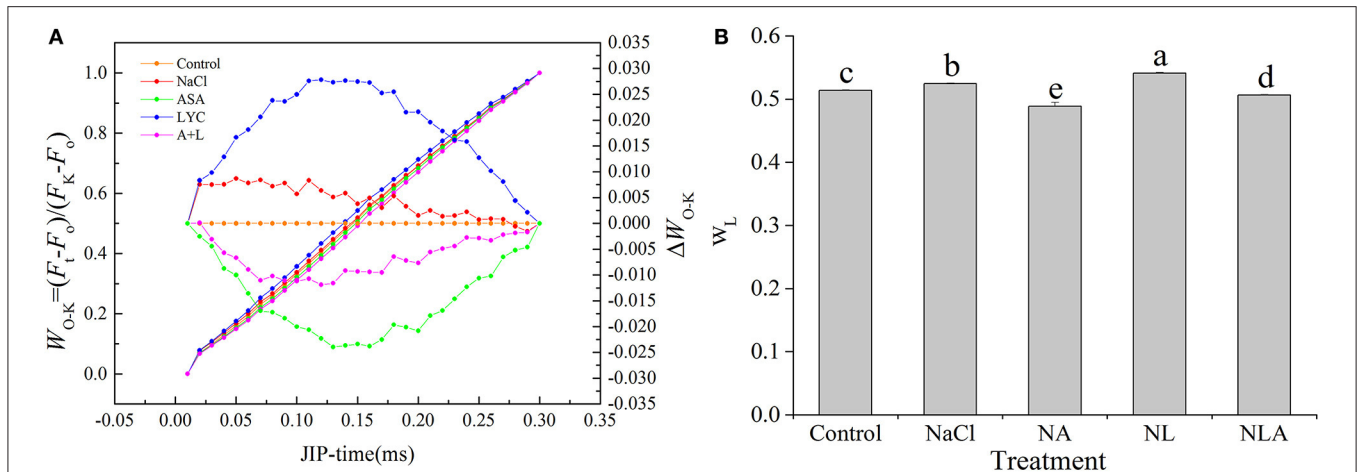 A
Control
NaCl
ASA
LYC
A+L
1.0
0.8
0.6
0.4
0.2
0.0
W_O-K=(F_t-F_o)/(F_K-F_o)
0.035
0.030
0.025
0.020
0.015
0.010
0.005
0.000
-0.005
-0.010
-0.015
-0.020
-0.025
-0.030
-0.035
ΔW_O-K
-0.05 0.00 0.05 0.10 0.15 0.20 0.25 0.30 0.35
JIP-time(ms)
B
0.6
0.5
0.4
0.3
0.2
0.1
0.0
W_L
c b e a d
Control NaCl NA NL NLA
Treatment